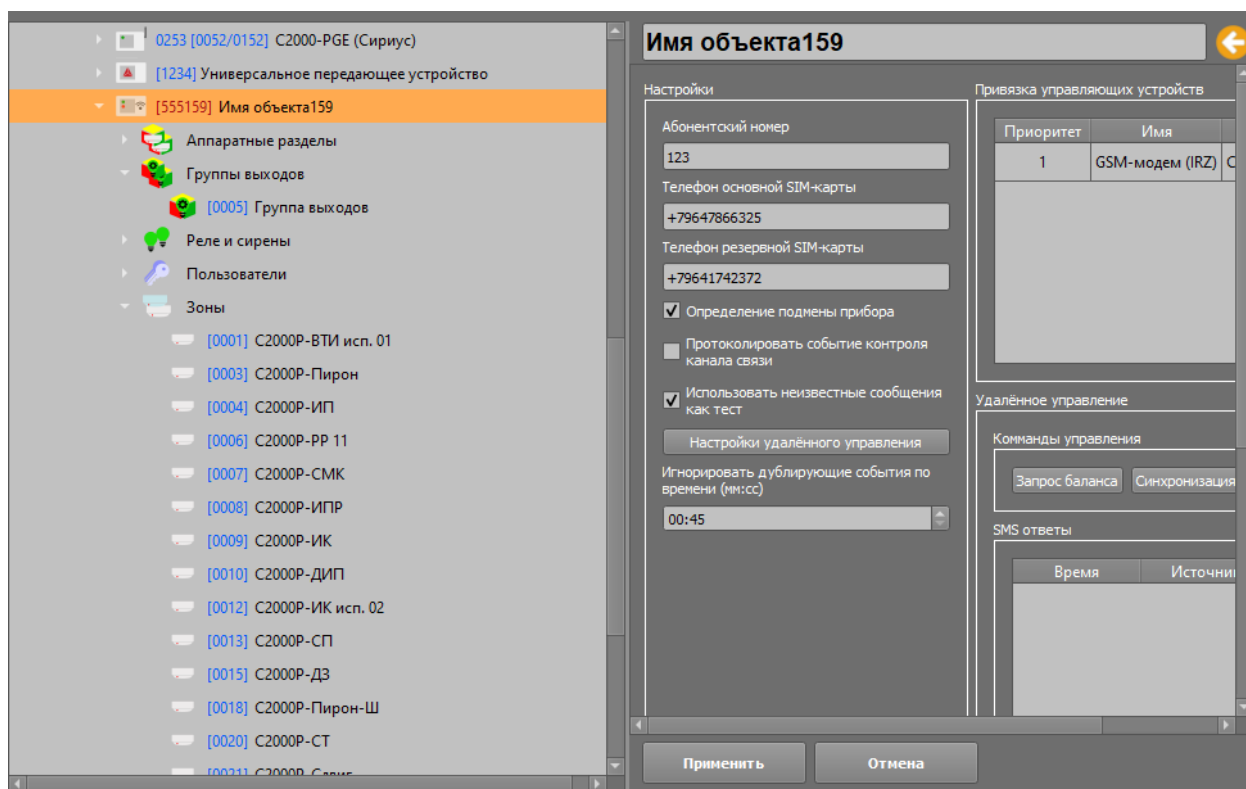 0253 [0052/0152] С2000-PGE (Сириус)
[1234] Универсальное передающее устройство
[555159] Имя объекта159
Аппаратные разделы
Группы выходов
[0005] Группа выходов
Реле и сирены
Пользователи
Зоны
[0001] С2000Р-ВТИ исп. 01
[0003] С2000Р-Пирон
[0004] С2000Р-ИП
[0006] С2000Р-РР 11
[0007] С2000Р-СМК
[0008] С2000Р-ИПР
[0009] С2000Р-ИК
[0010] С2000Р-ДИП
[0012] С2000Р-ИК исп. 02
[0013] С2000Р-СП
[0015] С2000Р-ДЗ
[0018] С2000Р-Пирон-Ш
[0020] С2000Р-СТ
[0021] С2000Р-Сдвиг
Имя объекта159
Настройки
Абонентский номер
123
Телефон основной SIM-карты
+79647866325
Телефон резервной SIM-карты
+79641742372
Определение подмены прибора
Протоколировать событие контроля
канала связи
Использовать неизвестные сообщения
как тест
Настройки удалённого управления
Игнорировать дублирующие события по
времени (мм:сс)
00:45
Привязка управляющих устройств
Приоритет Имя
1 GSM-модем (IRZ) С
Удалённое управление
Комманды управления
Запрос баланса Синхронизация
SMS ответы
Время Источни
Применить Отмена